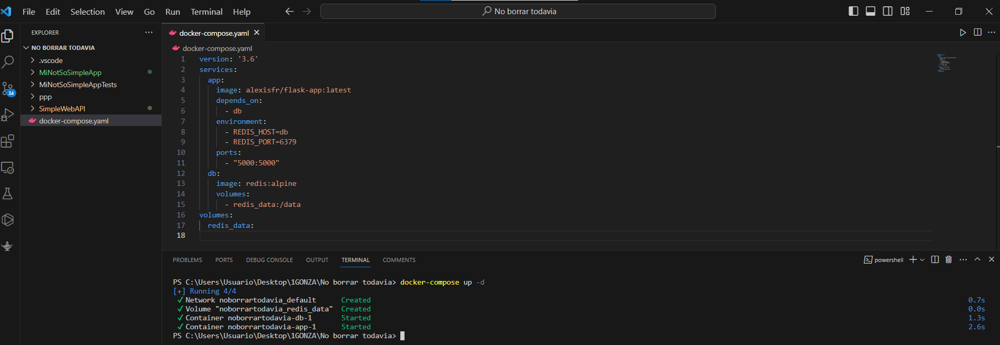 File Edit Selection View Go Run Terminal Help
No borrar todavia
EXPLORER
NO BORRAR TODAVIA
.vscode
MiNotSoSimpleApp
MiNotSoSimpleAppTests
ppp
SimpleWebAPI
docker-compose.yaml
34
docker-compose.yaml
docker-compose.yaml
1 version: '3.6'
2 services:
3 app:
4 image: alexisfr/flask-app:latest
5 depends_on:
6 - db
7 environment:
8 - REDIS_HOST=db
9 - REDIS_PORT=6379
10 ports:
11 - "5000:5000"
12 db:
13 image: redis:alpine
14 volumes:
15 - redis_data:/data
16 volumes:
17 redis_data:
18
PROBLEMS PORTS DEBUG CONSOLE OUTPUT TERMINAL COMMENTS
powershell
PS C:\Users\Usuario\Desktop\1GONZA\No borrar todavia> docker-compose up -d
[+] Running 4/4
✓ Network noborrartodavia_default Created 0.7s
✓ Volume "noborrartodavia_redis_data" Created 0.0s
✓ Container noborrartodavia-db-1 Started 1.3s
✓ Container noborrartodavia-app-1 Started 2.6s
PS C:\Users\Usuario\Desktop\1GONZA\No borrar todavia>